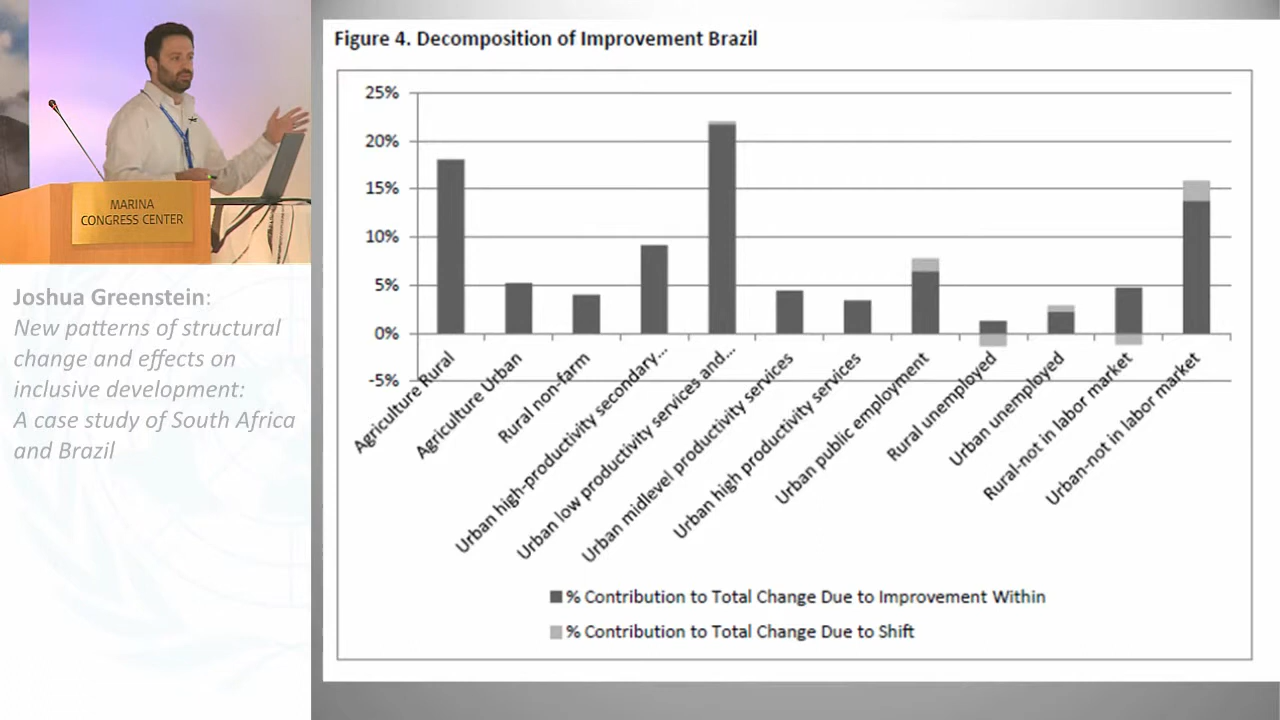 MARINA
CONGRESS CENTER
Joshua Greenstein:
New patterns of structural
change and effects on
inclusive development:
A case study of South Africa
and Brazil
Figure 4. Decomposition of Improvement Brazil
25%
20%
15%
10%
5%
0%
-5%
Agriculture Rural
Agriculture Urban
Rural non-farm
Urban high-productivity secondary...
Urban low productivity services and...
Urban midlevel productivity services
Urban high productivity services
Urban public employment
Rural unemployed
Urban unemployed
Rural-not in labor market
Urban-not in labor market
% Contribution to Total Change Due to Improvement Within
% Contribution to Total Change Due to Shift